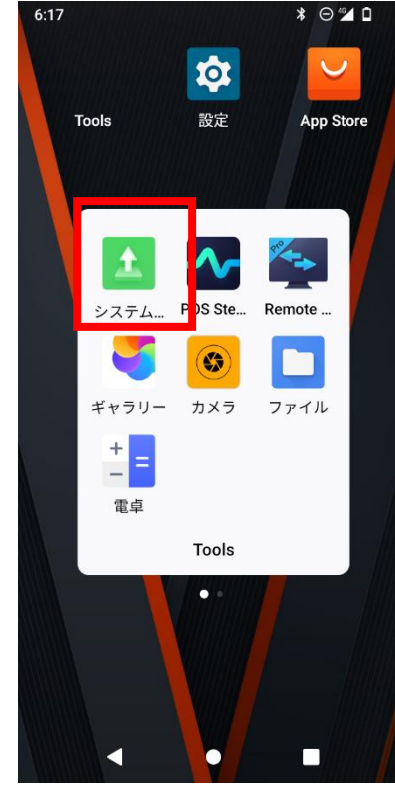 6:17
4G
Tools
設定
App Store
システム...
POS Ste...
Pro
Remote ...
ギャラリー
カメラ
ファイル
電卓
Tools